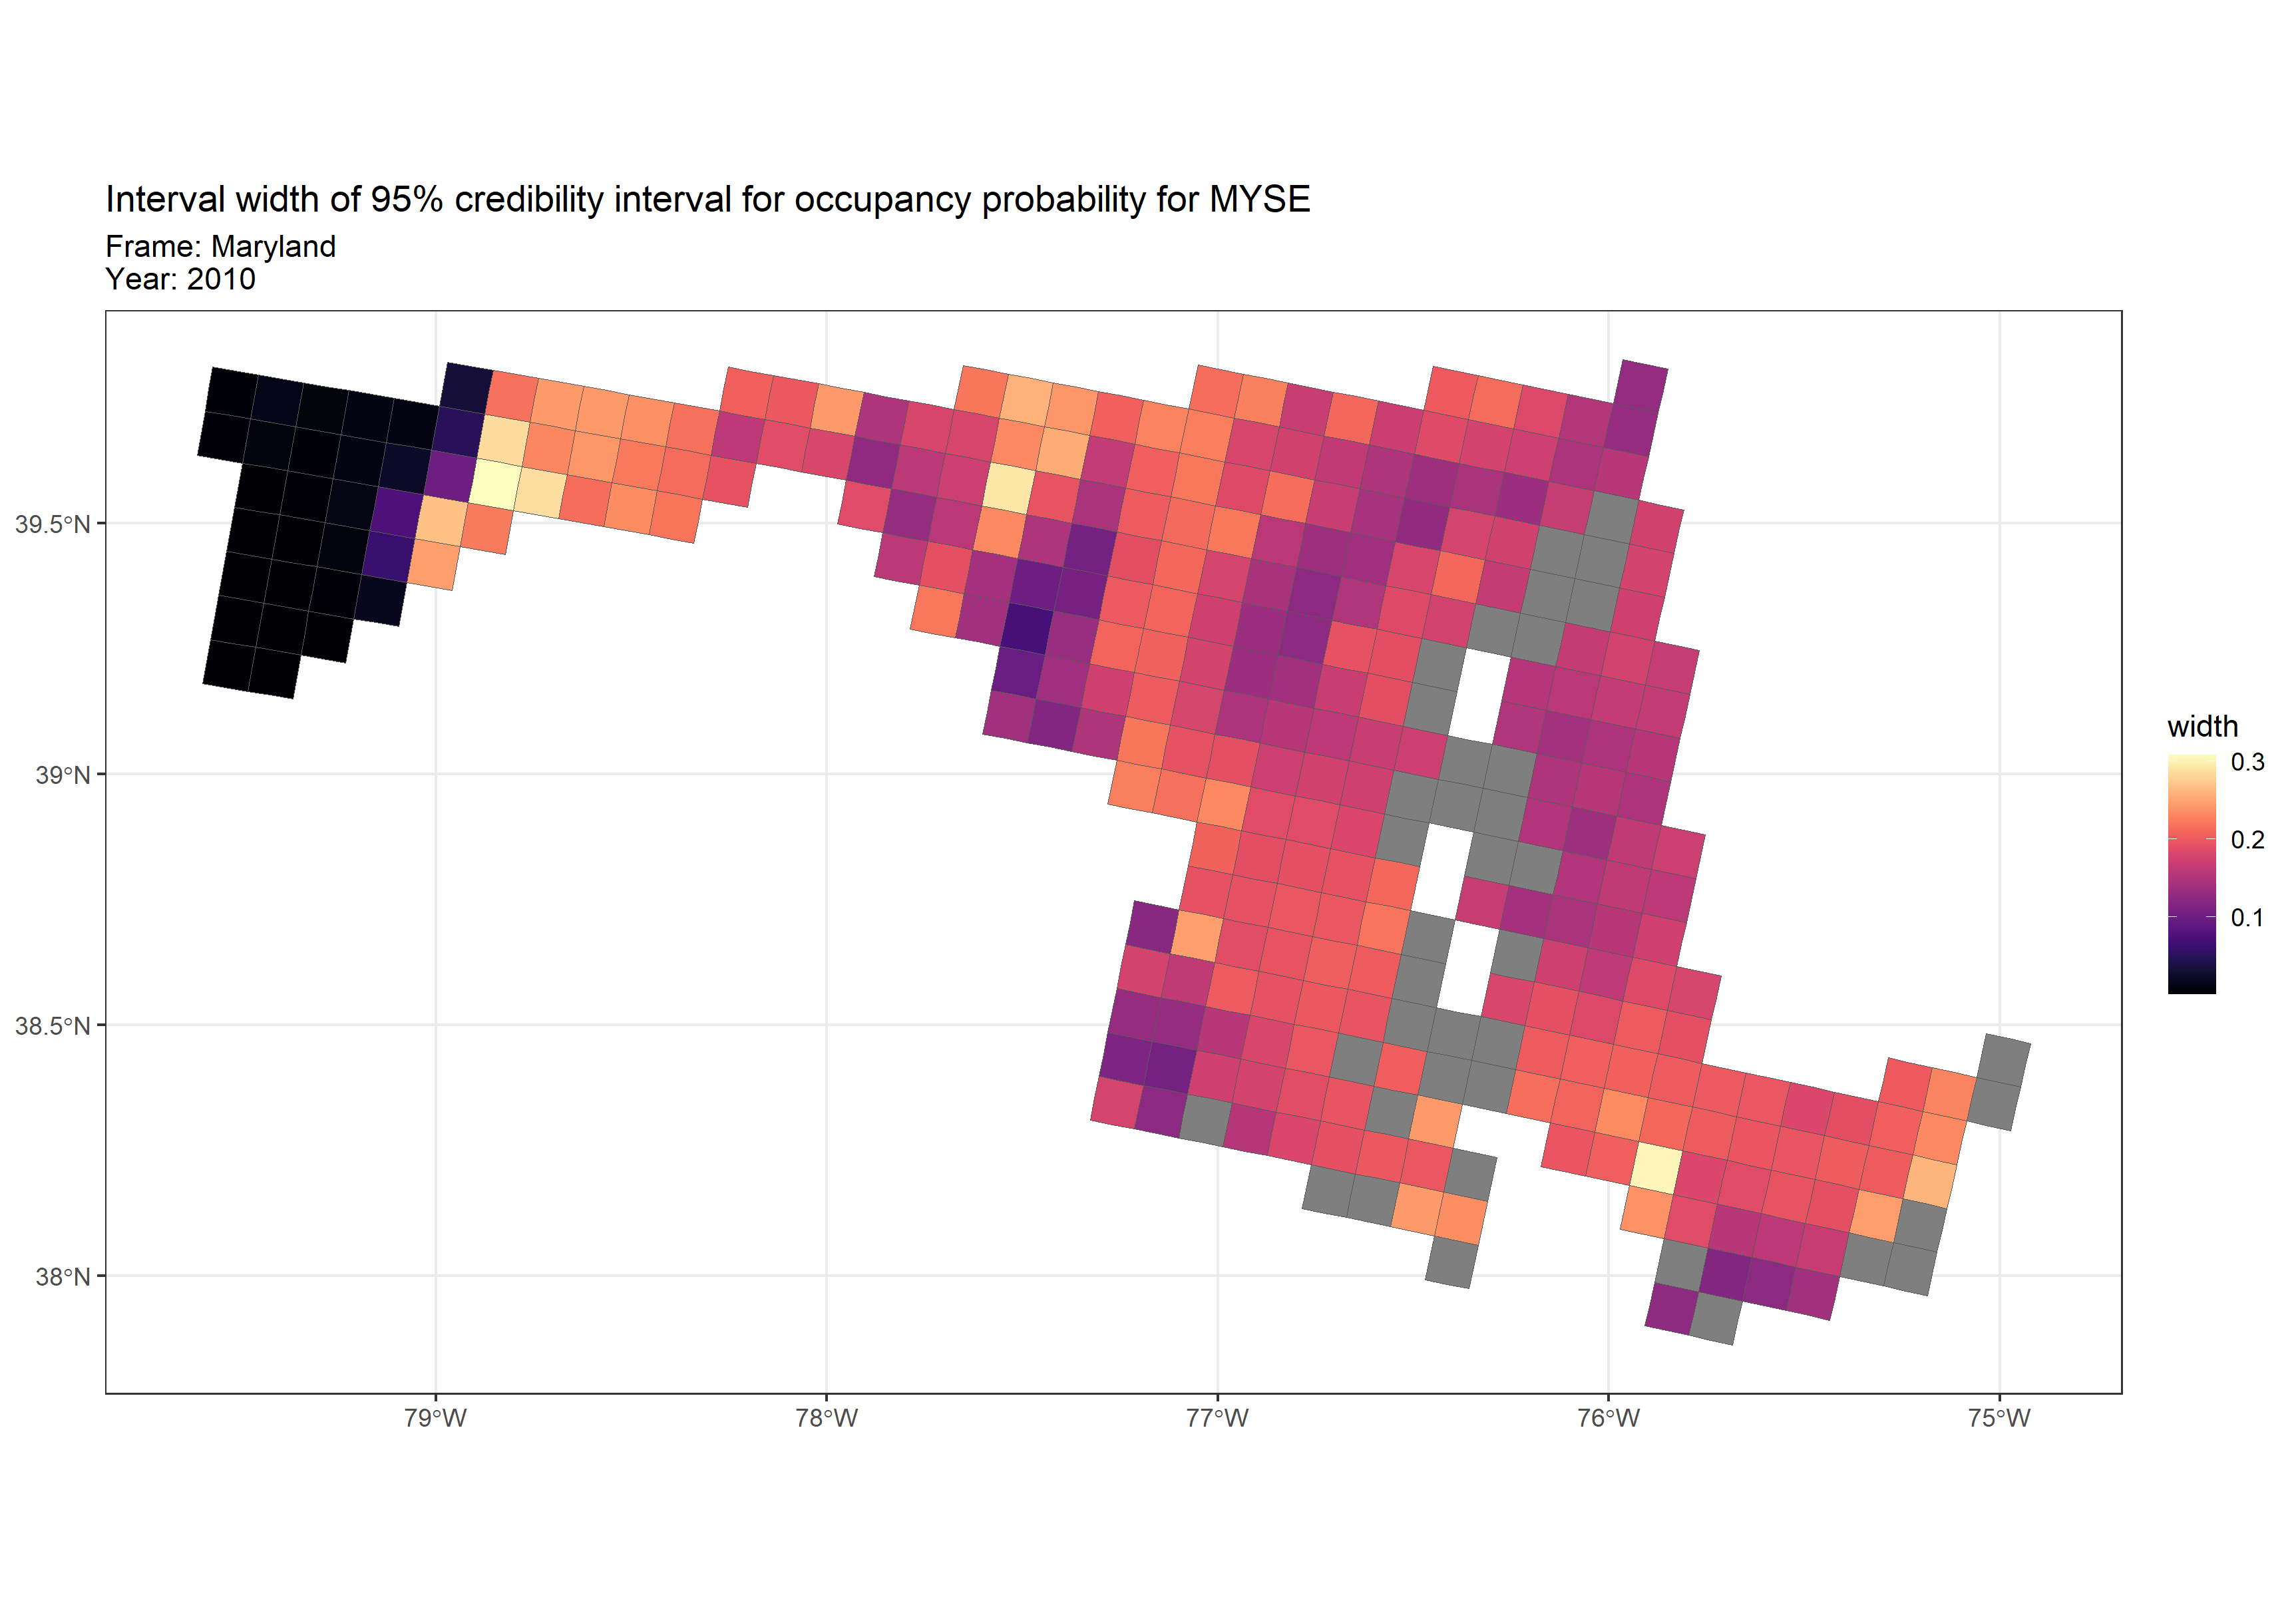 Interval width of 95% credibility interval for occupancy probability for MYSE
Frame: Maryland
Year: 2010
39.5°N
39°N
38.5°N
38°N
79°W
78°W
77°W
76°W
75°W
width
0.3
0.2
0.1